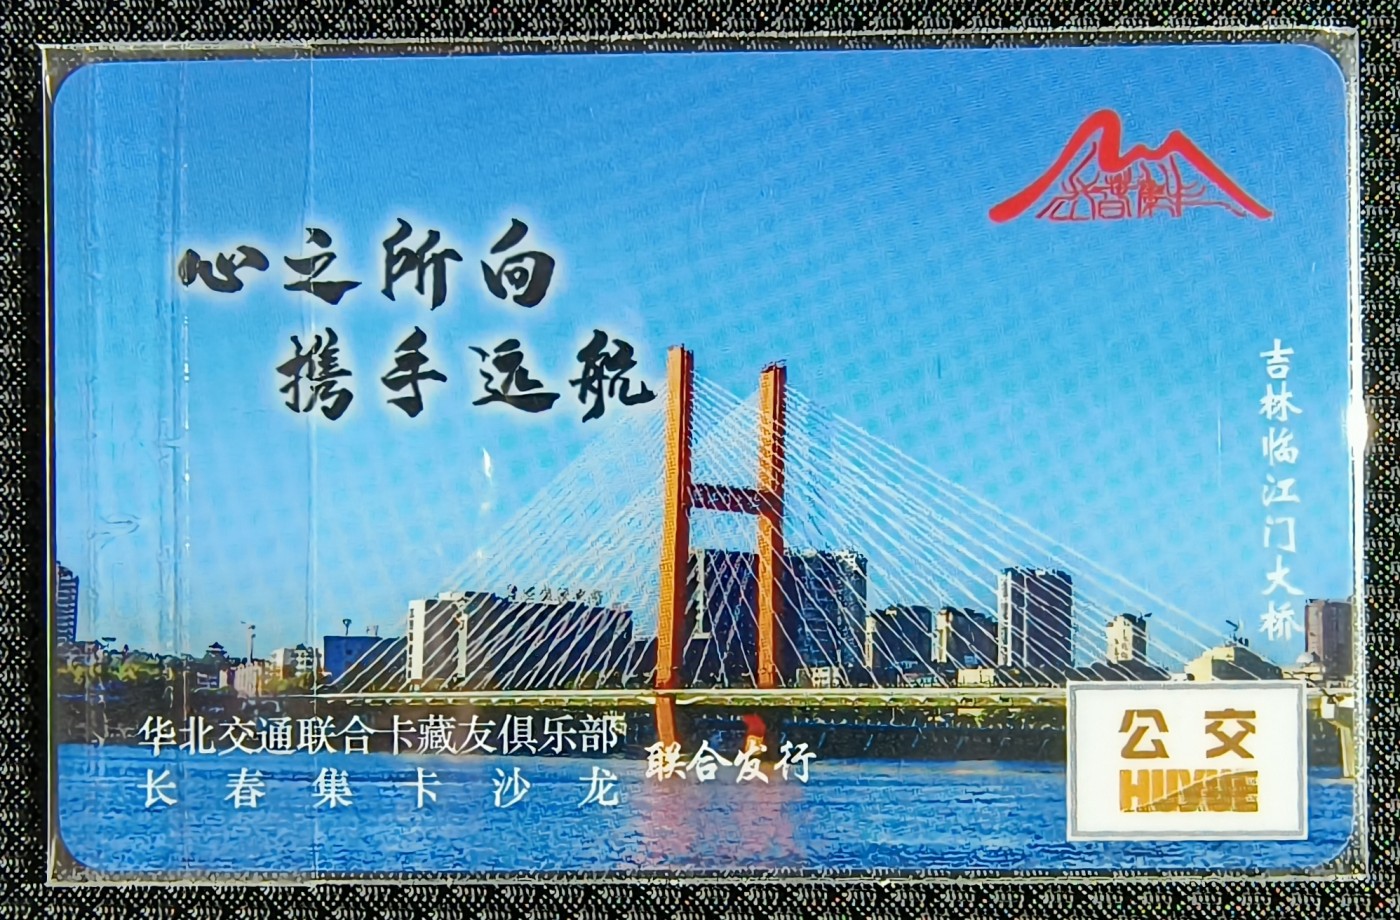 心之所向
携手远航
吉林临江门大桥
华北交通联合卡藏友俱乐部
长春集卡沙龙
联合发行
公交